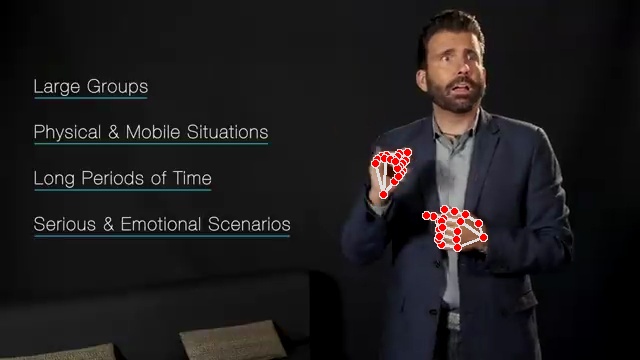 Large Groups
Physical & Mobile Situations
Long Periods of Time
Serious & Emotional Scenarios